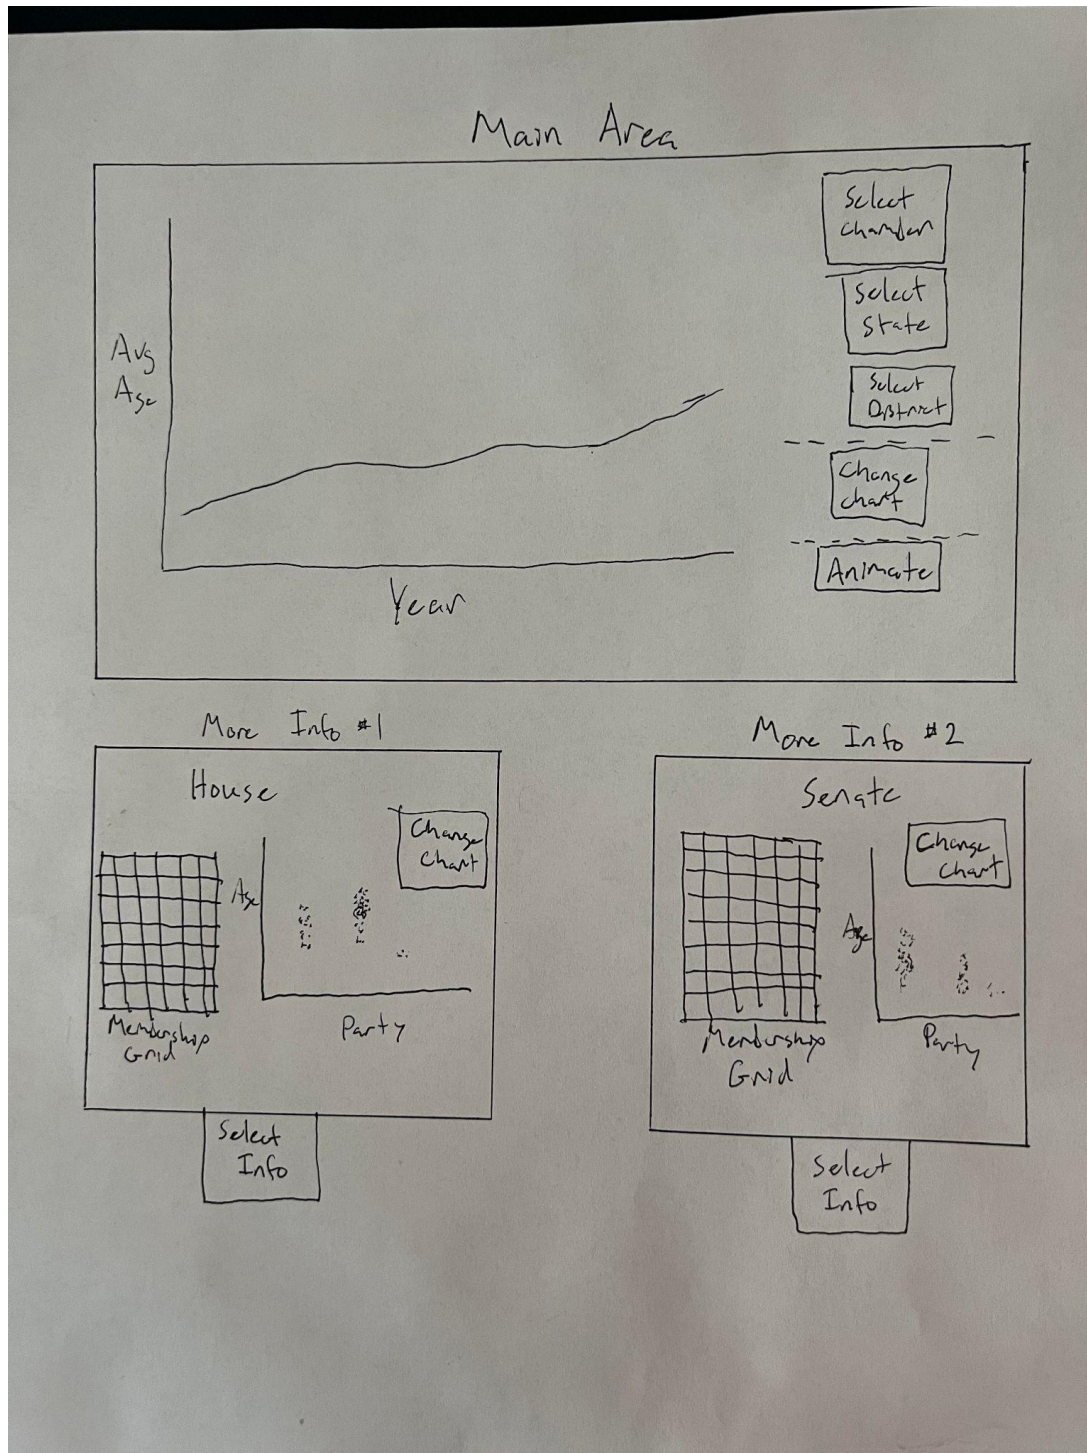 Main Area
Select
Chamber
Select
State
Avg
Age
Select
District
Change
chart
Animate
Year
More Info #1
House
Change
Chart
Age
Membership
Grid
Party
Select
Info
More Info #2
Senate
Change
Chart
Age
Membership
Grid
Party
Select
Info